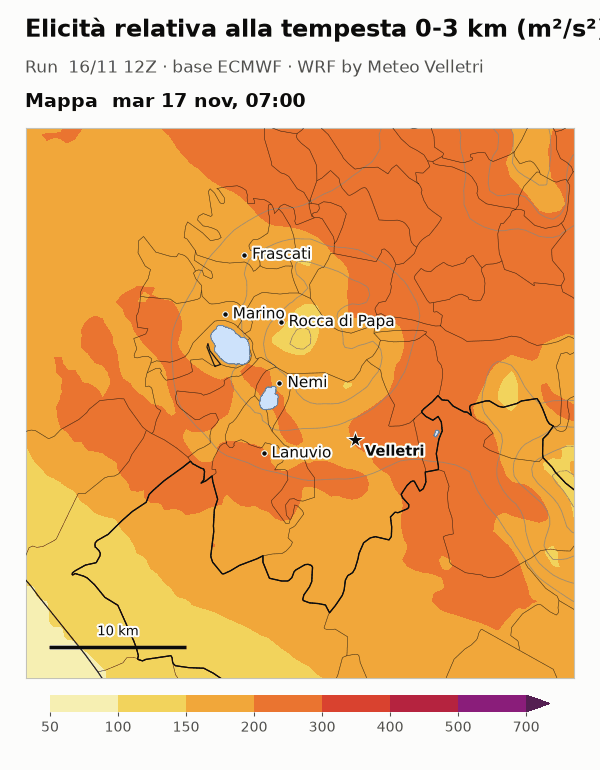 Elicità relativa alla tempesta 0-3 km (m²/s²)
Run 16/11 12Z · base ECMWF · WRF by Meteo Velletri
Mappa mar 17 nov, 07:00
Frascati
Marino
Rocca di Papa
Nemi
Velletri
Lanuvio
10 km
50 100 150 200 300 400 500 700